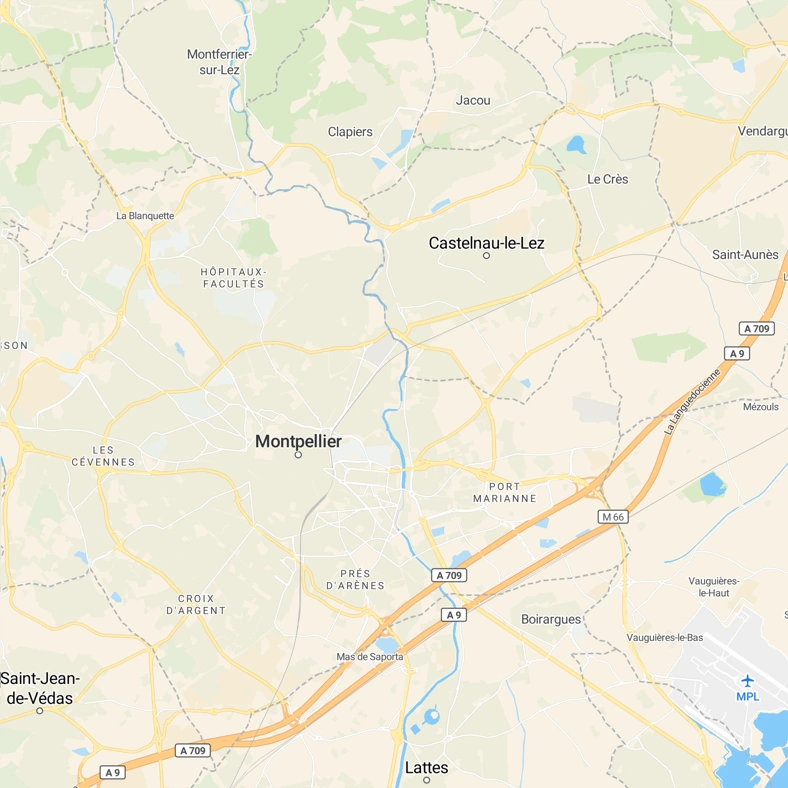 Montferrier-
sur-Lez
Jacou
Clapiers
Vendargu
Le Crès
La Blanquette
Castelnau-le-Lez
Saint-Aunès
HÔPITAUX-
FACULTÉS
L
A 709
SSON
A 9
La Languedocienne
Mézouls
Montpellier
LES
CÉVENNES
PORT
MARIANNE
M 66
PRÉS
D'ARÈNES
A 709
Vauguières-
le-Haut
CROIX
D'ARGENT
A 9
Boirargues
S
Vauguières-le-Bas
Mas de Saporta
Saint-Jean-
de-Védas
MPL
A 709
A 9
Lattes